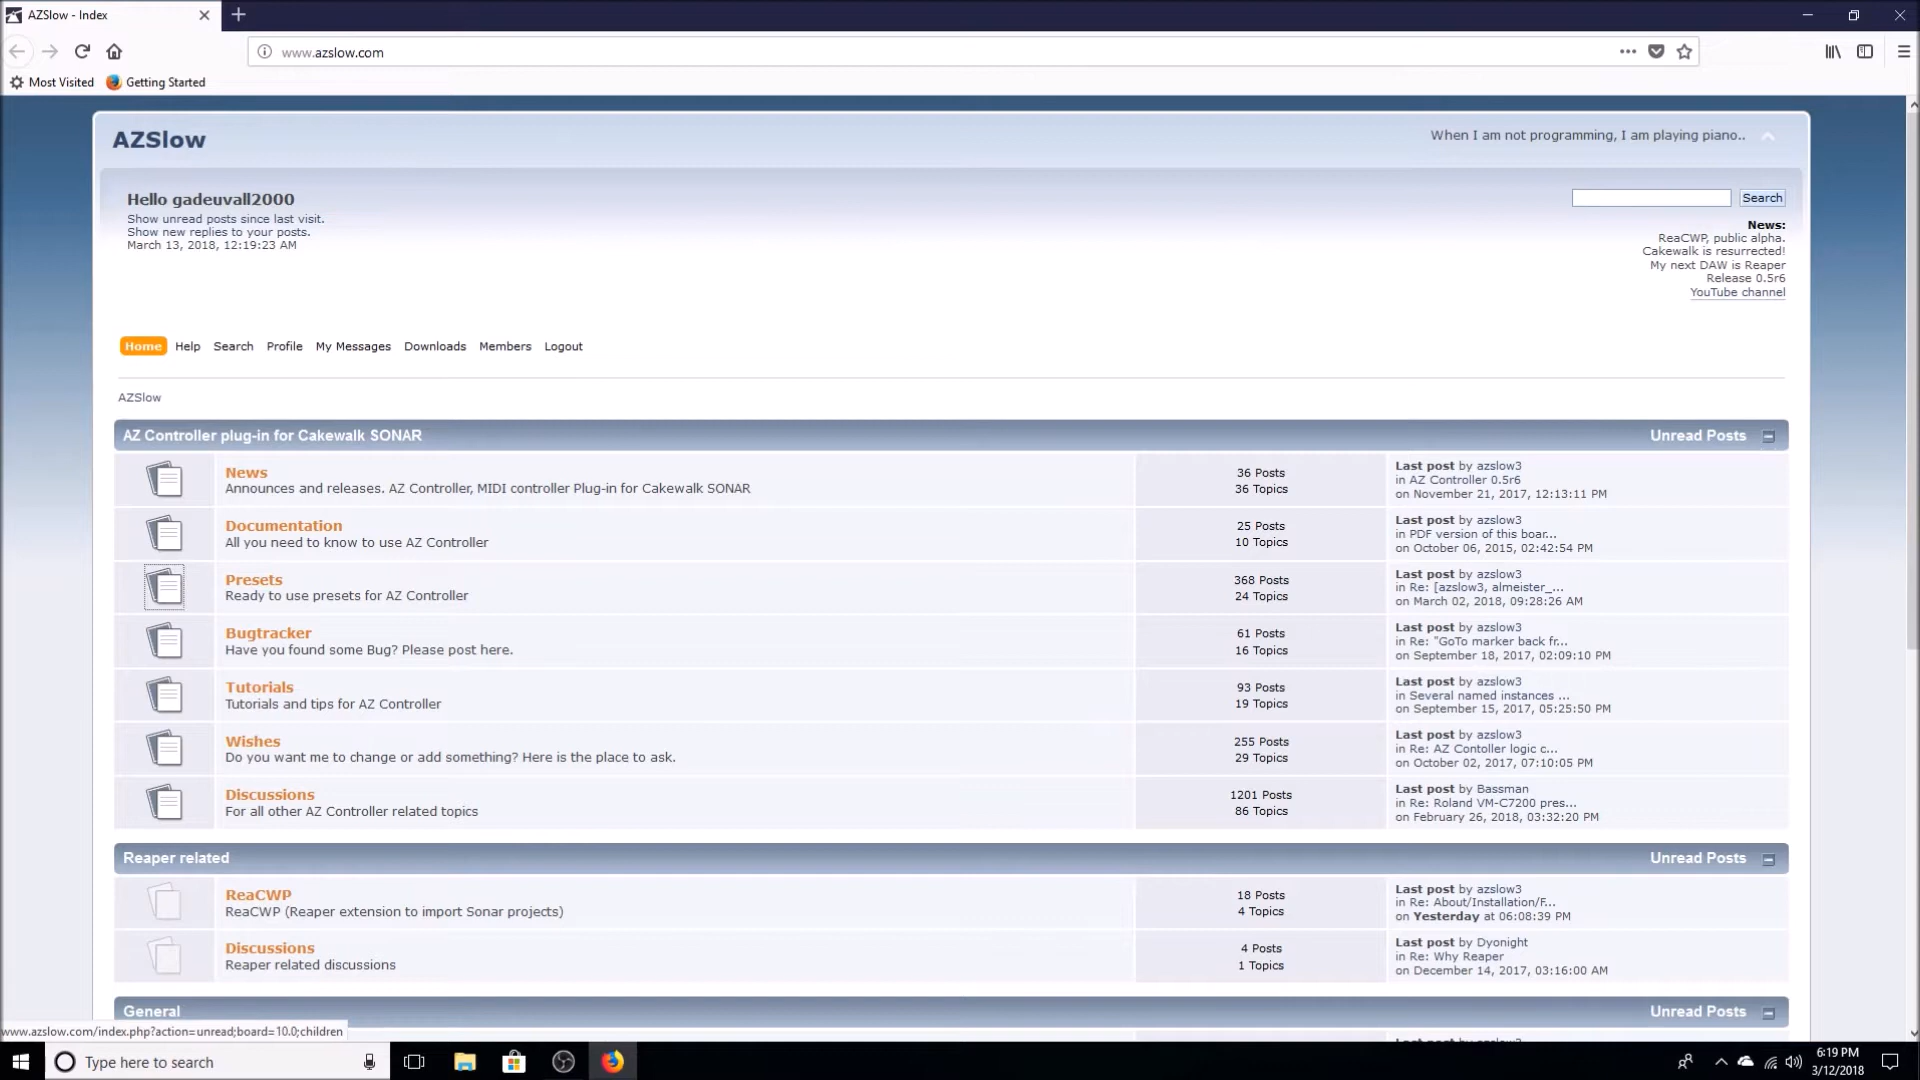 AZSlow - Index
www.azslow.com
Most Visited
Getting Started
AZSlow
When I am not programming, I am playing piano..
Hello gadeuvall2000
Show unread posts since last visit.
Show new replies to your posts.
March 13, 2018, 12:19:23 AM
Search
News:
ReaCWP, public alpha.
Cakewalk is resurrected!
My next DAW is Reaper
Release 0.5r6
YouTube channel
Home Help Search Profile My Messages Downloads Members Logout
AZSlow
AZ Controller plug-in for Cakewalk SONAR
Unread Posts
News
Announces and releases. AZ Controller, MIDI controller Plug-in for Cakewalk SONAR
36 Posts
36 Topics
Last post by azslow3
in AZ Controller 0.5r6
on November 21, 2017, 12:13:11 PM
Documentation
All you need to know to use AZ Controller
25 Posts
10 Topics
Last post by azslow3
in PDF version of this boar...
on October 06, 2015, 02:42:54 PM
Presets
Ready to use presets for AZ Controller
368 Posts
24 Topics
Last post by azslow3
in Re: [azslow3, almeister_...
on March 02, 2018, 09:28:26 AM
Bugtracker
Have you found some Bug? Please post here.
61 Posts
16 Topics
Last post by azslow3
in Re: "GoTo marker back fr...
on September 18, 2017, 02:09:10 PM
Tutorials
Tutorials and tips for AZ Controller
93 Posts
19 Topics
Last post by azslow3
in Several named instances ...
on September 15, 2017, 05:25:50 PM
Wishes
Do you want me to change or add something? Here is the place to ask.
255 Posts
29 Topics
Last post by azslow3
in Re: AZ Contoller logic c...
on October 02, 2017, 07:10:05 PM
Discussions
For all other AZ Controller related topics
1201 Posts
86 Topics
Last post by Bassman
in Re: Roland VM-C7200 pres...
on February 26, 2018, 03:32:20 PM
Reaper related
Unread Posts
ReaCWP
ReaCWP (Reaper extension to import Sonar projects)
18 Posts
4 Topics
Last post by azslow3
in Re: About/Installation/F...
on Yesterday at 06:08:39 PM
Discussions
Reaper related discussions
4 Posts
1 Topics
Last post by Dyonight
in Re: Why Reaper
on December 14, 2017, 03:16:00 AM
General
Unread Posts
www.azslow.com/index.php?action=unread;board=10.0;children
Type here to search
6:19 PM
3/12/2018